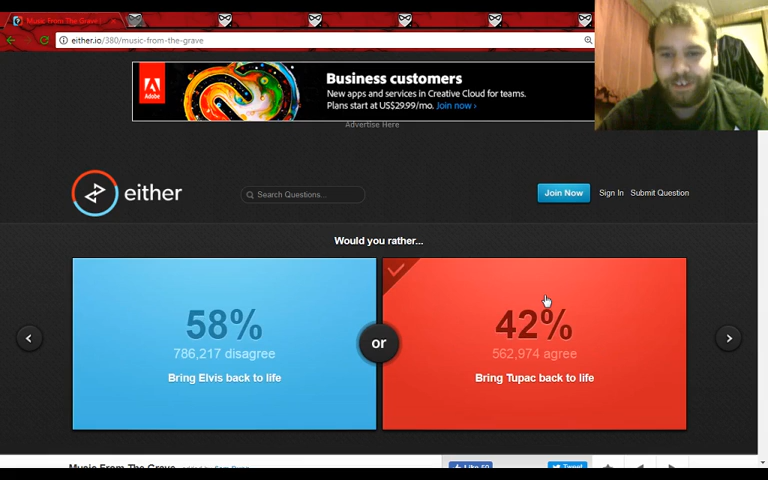 Music From The Grave
either.io/380/music-from-the-grave
Adobe
Business customers
New apps and services in Creative Cloud for teams.
Plans start at US$29.99/mo. Join now ›
Advertise Here
either
Search Questions...
Join Now
Sign In
Submit Question
Would you rather...
58%
786,217 disagree
Bring Elvis back to life
or
42%
562,974 agree
Bring Tupac back to life
Music From The Grave
Like 50
Tweet